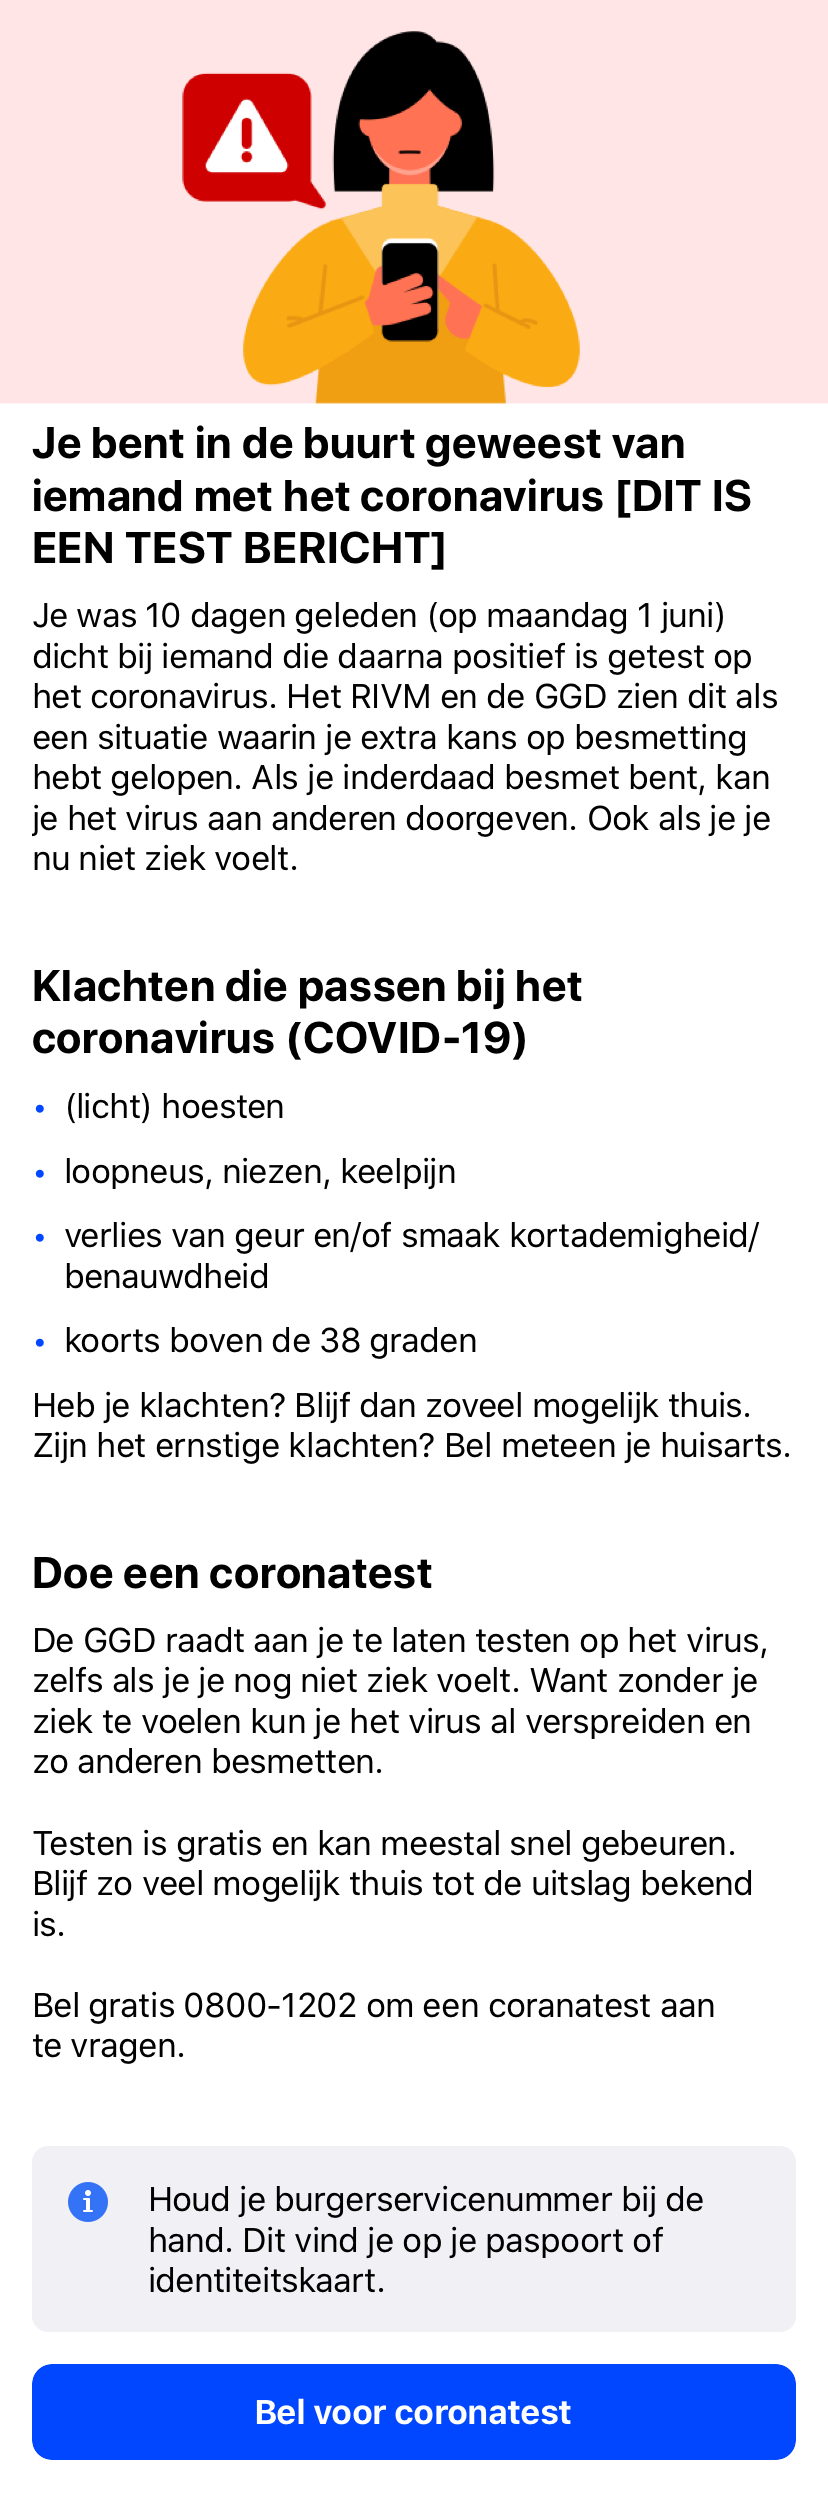 Je bent in de buurt geweest van
iemand met het coronavirus [DIT IS
EEN TEST BERICHT]
Je was 10 dagen geleden (op maandag 1 juni)
dicht bij iemand die daarna positief is getest op
het coronavirus. Het RIVM en de GGD zien dit als
een situatie waarin je extra kans op besmetting
hebt gelopen. Als je inderdaad besmet bent, kan
je het virus aan anderen doorgeven. Ook als je je
nu niet ziek voelt.
Klachten die passen bij het
coronavirus (COVID-19)
• (licht) hoesten
• loopneus, niezen, keelpijn
• verlies van geur en/of smaak kortademigheid/
benauwdheid
• koorts boven de 38 graden
Heb je klachten? Blijf dan zoveel mogelijk thuis.
Zijn het ernstige klachten? Bel meteen je huisarts.
Doe een coronatest
De GGD raadt aan je te laten testen op het virus,
zelfs als je je nog niet ziek voelt. Want zonder je
ziek te voelen kun je het virus al verspreiden en
zo anderen besmetten.
Testen is gratis en kan meestal snel gebeuren.
Blijf zo veel mogelijk thuis tot de uitslag bekend
is.
Bel gratis 0800-1202 om een coranatest aan
te vragen.
Houd je burgerservicenummer bij de
hand. Dit vind je op je paspoort of
identiteitskaart.
Bel voor coronatest